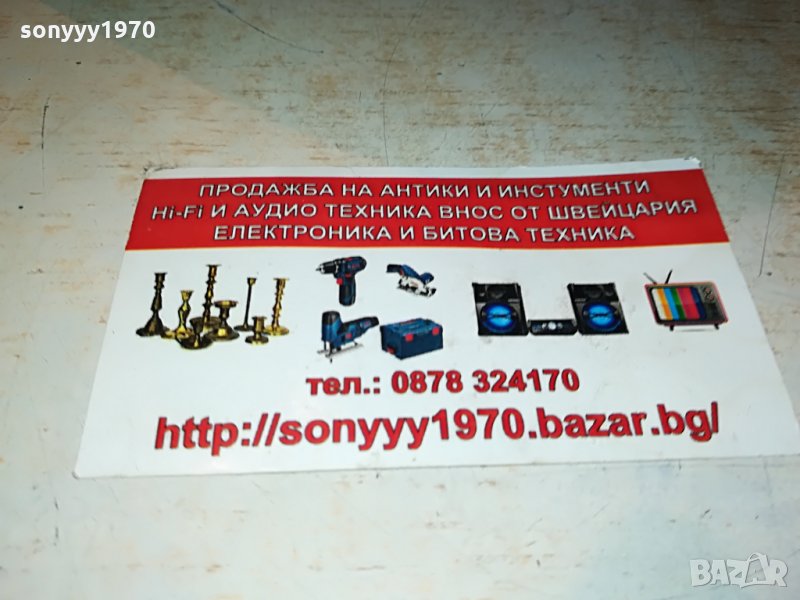 sonyyy1970
ПРОДАЖБА НА АНТИКИ И ИНСТУМЕНТИ
Hi-Fi И АУДИО ТЕХНИКА ВНОС ОТ ШВЕЙЦАРИЯ
ЕЛЕКТРОНИКА И БИТОВА ТЕХНИКА
тел.: 0878 324170
http://sonyyy1970.bazar.bg/
BAZAR